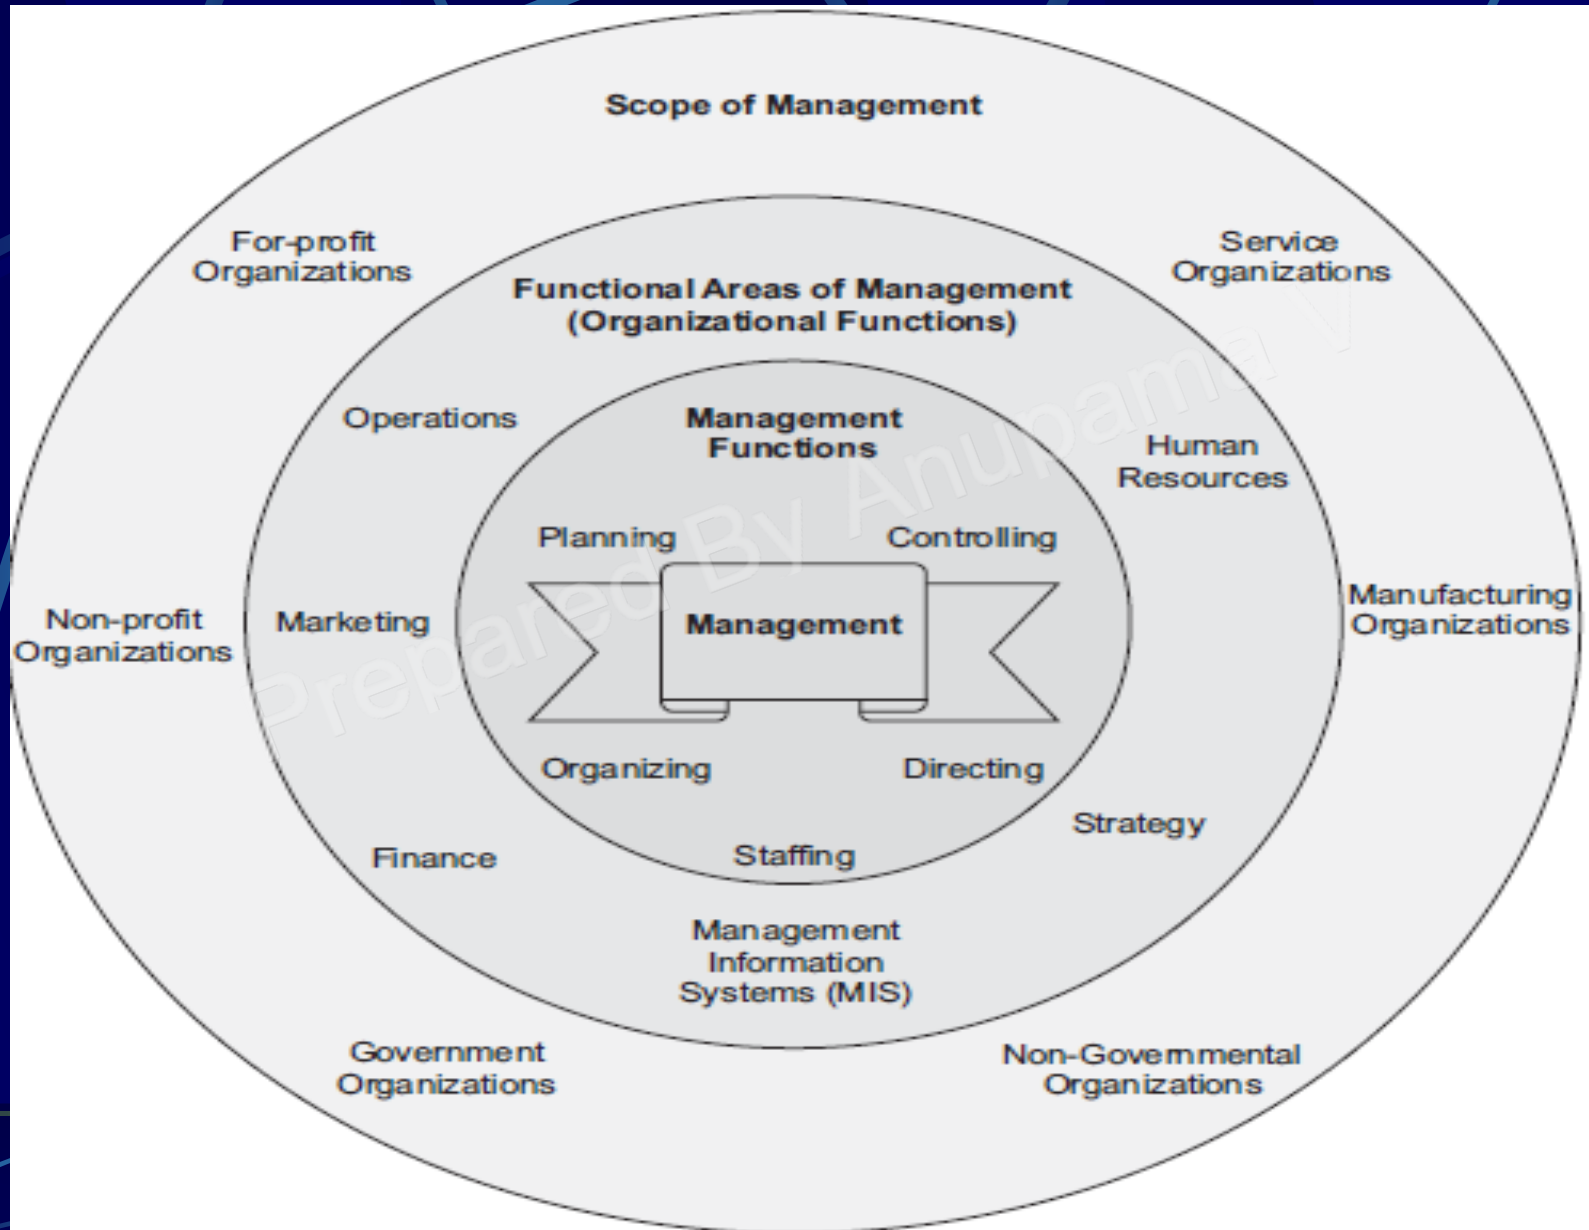 Scope of Management
For-profit
Organizations
Service
Organizations
Functional Areas of Management
(Organizational Functions)
Operations
Management
Functions
Human
Resources
Planning
Controlling
Non-profit
Organizations
Marketing
Management
Manufacturing
Organizations
Organizing
Directing
Strategy
Finance
Staffing
Management
Information
Systems (MIS)
Government
Organizations
Non-Governmental
Organizations
Prepared By Anupama V